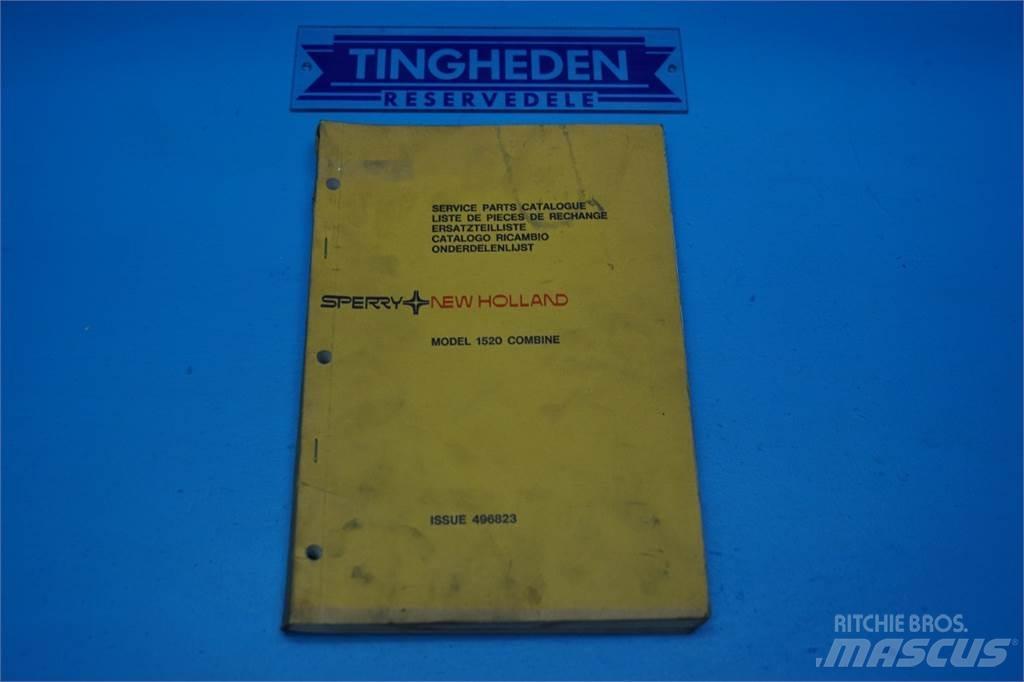 TINGHEDEN
RESERVEDELE
SERVICE PARTS CATALOGUE
LISTE DE PIECES DE RECHANGE
ERSATZTEILLISTE
CATALOGO RICAMBIO
ONDERDELENLIJST
SPERRY NEW HOLLAND
MODEL 1520 COMBINE
ISSUE 496823
RITCHIE BROS.
MASCUS